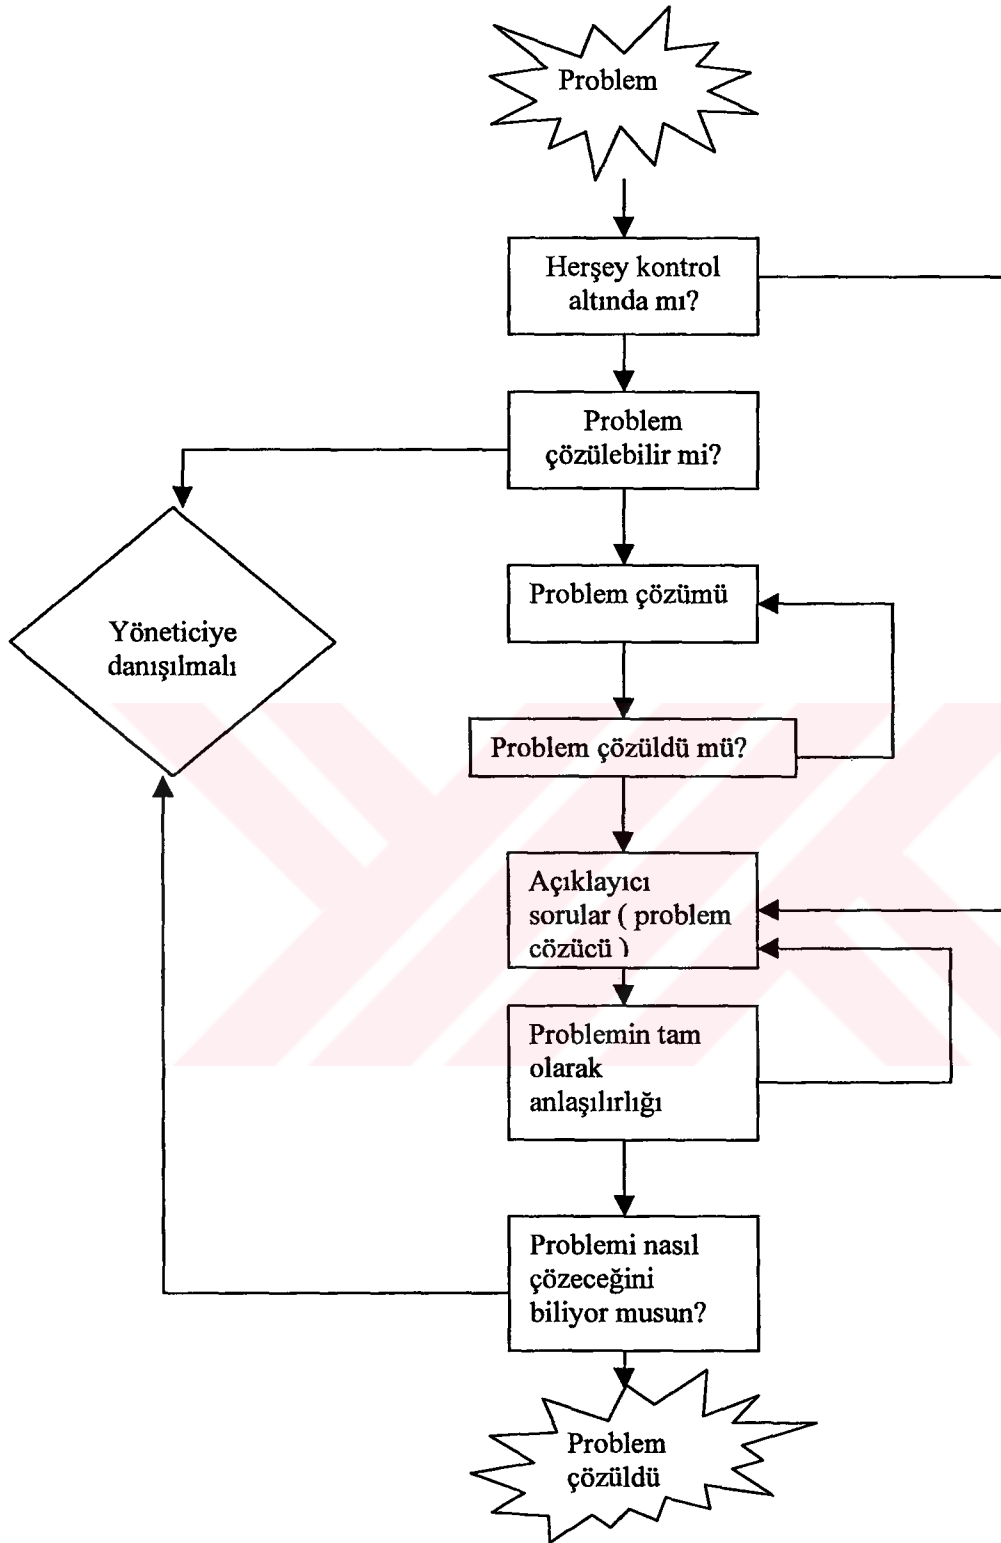 Problem
Herşey kontrol
altında mı?
Problem
çözülebilir mi?
Problem çözümü
Yöneticiye
danışılmalı
Problem çözüldü mü?
Açıklayıcı
sorular ( problem
çözücü )
Problemin tam
olarak
anlaşılırlığı
Problemi nasıl
çözeceğini
biliyor musun?
Problem
çözüldü